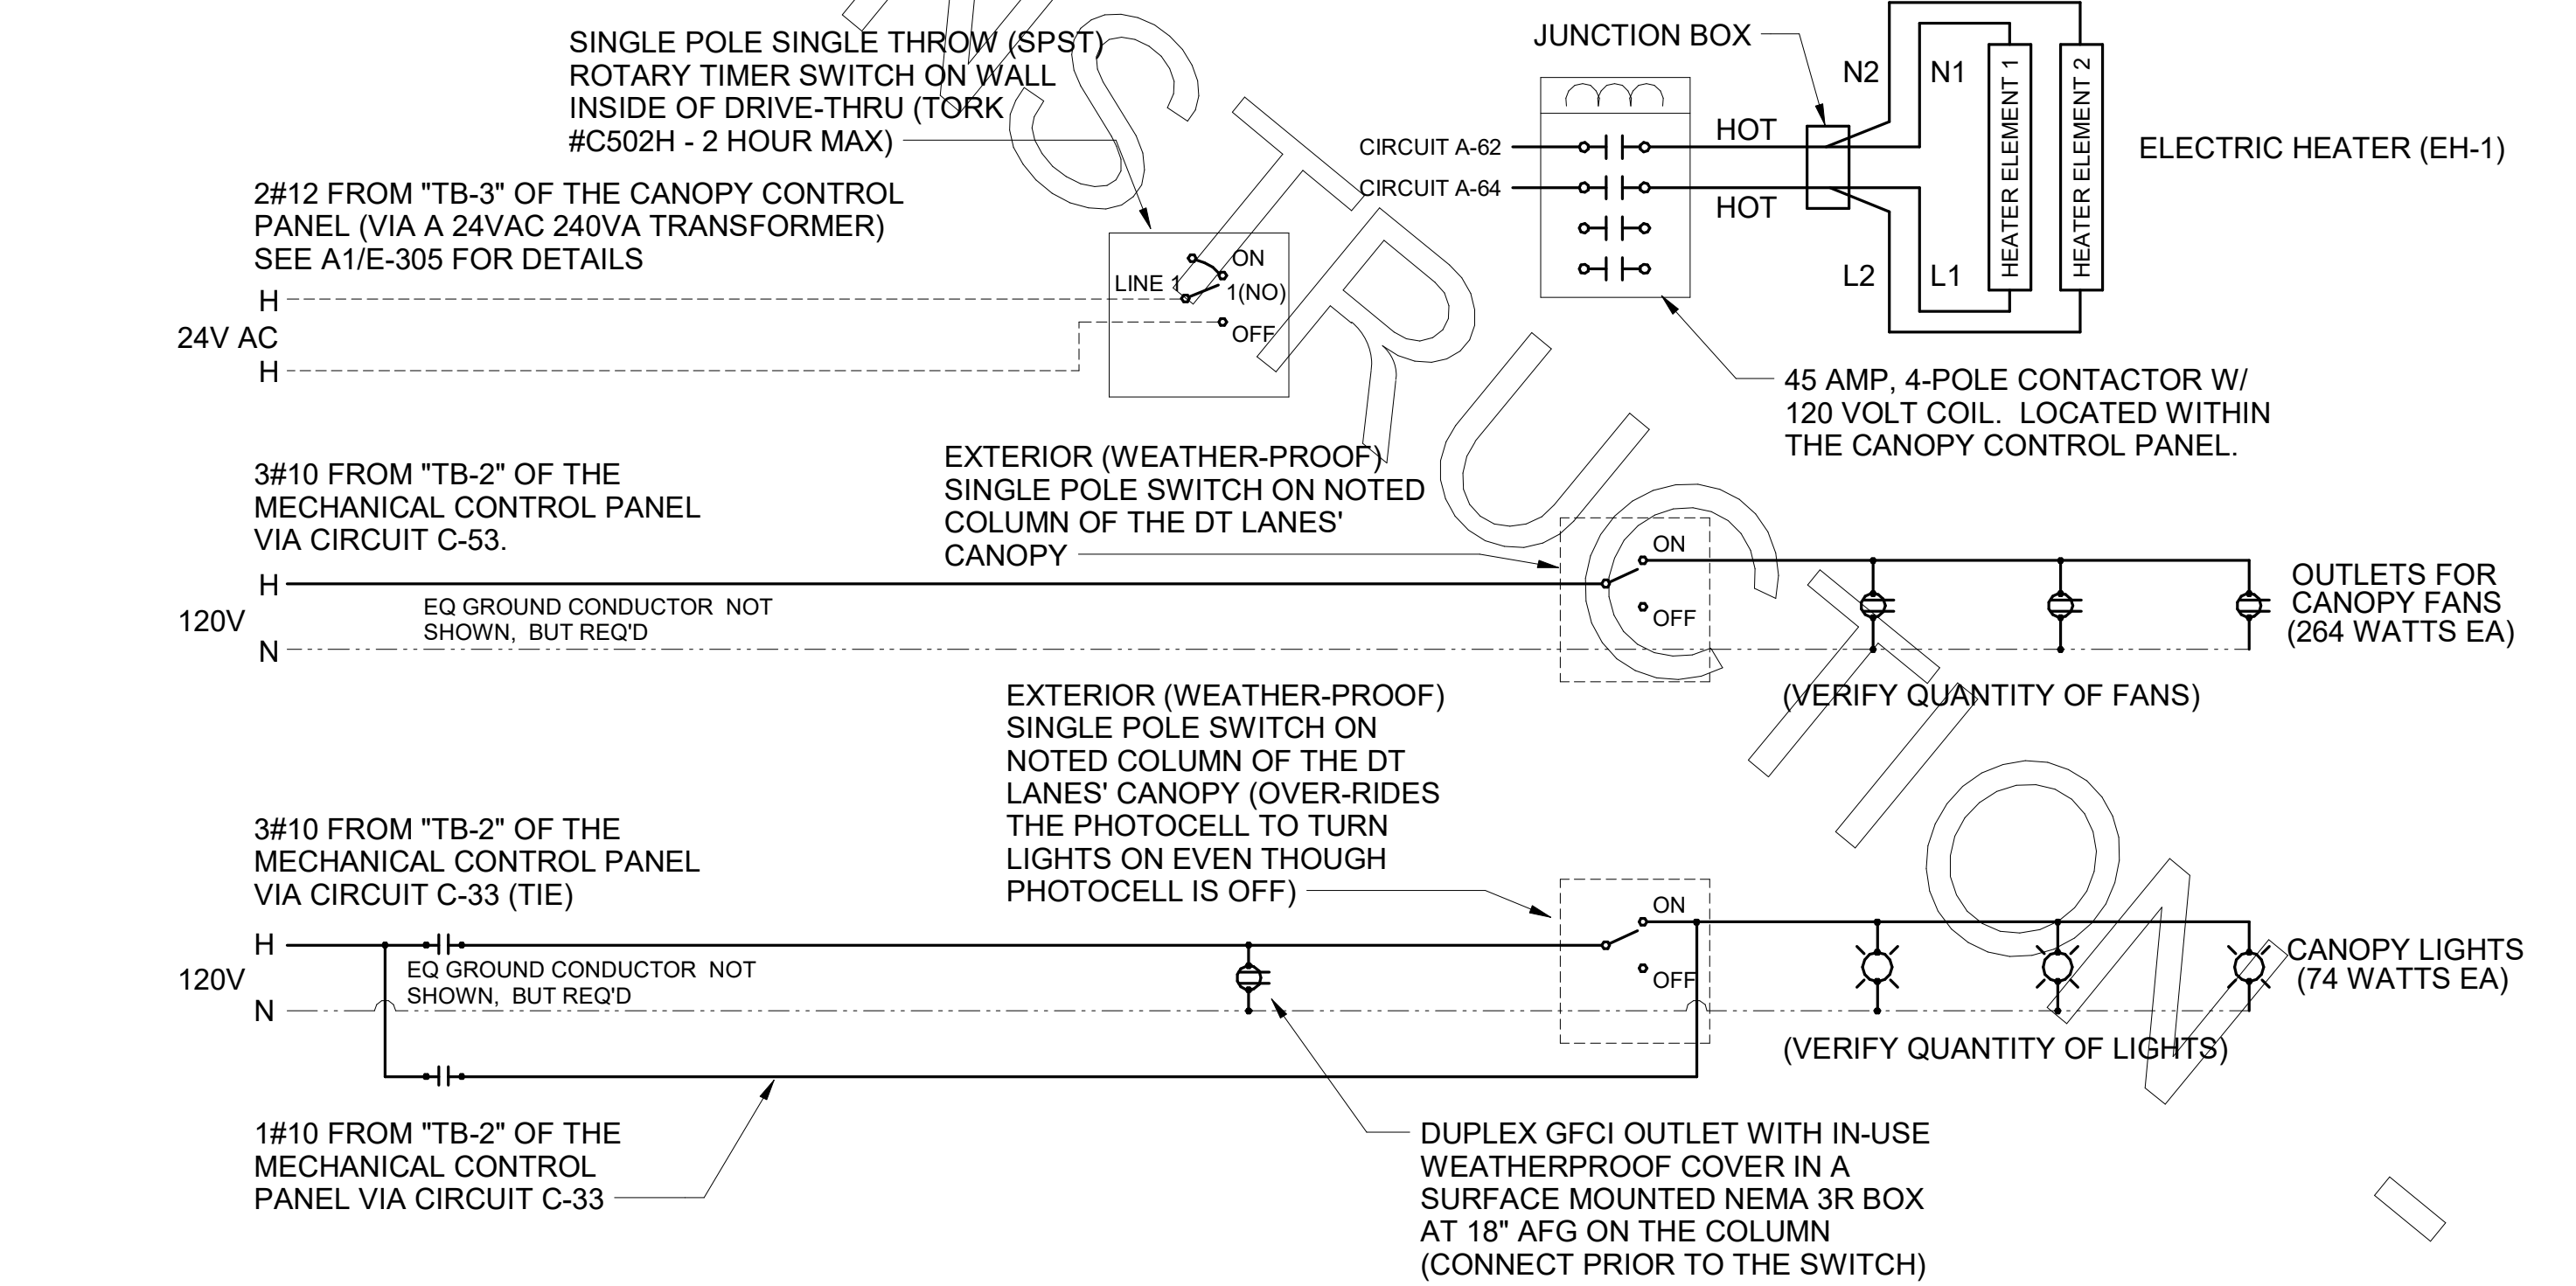 SINGLE POLE SINGLE THROW (SPST)
ROTARY TIMER SWITCH ON WALL
INSIDE OF DRIVE-THRU (TORK
#C502H - 2 HOUR MAX)
2#12 FROM "TB-3" OF THE CANOPY CONTROL
PANEL (VIA A 24VAC 240VA TRANSFORMER)
SEE A1/E-305 FOR DETAILS
H
24V AC
H
LINE 1
ON
1(NO)
OFF
JUNCTION BOX
CIRCUIT A-62
CIRCUIT A-64
HOT
HOT
N2
N1
L2
L1
HEATER ELEMENT 1
HEATER ELEMENT 2
ELECTRIC HEATER (EH-1)
45 AMP, 4-POLE CONTACTOR W/
120 VOLT COIL. LOCATED WITHIN
THE CANOPY CONTROL PANEL.
3#10 FROM "TB-2" OF THE
MECHANICAL CONTROL PANEL
VIA CIRCUIT C-53.
EXTERIOR (WEATHER-PROOF)
SINGLE POLE SWITCH ON NOTED
COLUMN OF THE DT LANES'
CANOPY
H
120V
N
EQ GROUND CONDUCTOR NOT
SHOWN, BUT REQ'D
ON
OFF
OUTLETS FOR
CANOPY FANS
(264 WATTS EA)
(VERIFY QUANTITY OF FANS)
EXTERIOR (WEATHER-PROOF)
SINGLE POLE SWITCH ON
NOTED COLUMN OF THE DT
LANES' CANOPY (OVER-RIDES
THE PHOTOCELL TO TURN
LIGHTS ON EVEN THOUGH
PHOTOCELL IS OFF)
3#10 FROM "TB-2" OF THE
MECHANICAL CONTROL PANEL
VIA CIRCUIT C-33 (TIE)
H
120V
N
EQ GROUND CONDUCTOR NOT
SHOWN, BUT REQ'D
ON
OFF
CANOPY LIGHTS
(74 WATTS EA)
(VERIFY QUANTITY OF LIGHTS)
1#10 FROM "TB-2" OF THE
MECHANICAL CONTROL
PANEL VIA CIRCUIT C-33
DUPLEX GFCI OUTLET WITH IN-USE
WEATHERPROOF COVER IN A
SURFACE MOUNTED NEMA 3R BOX
AT 18" AFG ON THE COLUMN
(CONNECT PRIOR TO THE SWITCH)
NSTRUCTION